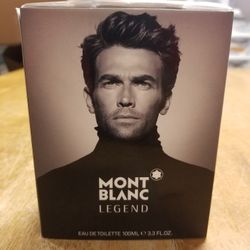 MONT
BLANC
LEGEND
EAU DE TOILETTE 100ML ℮ 3.3 FL.OZ.